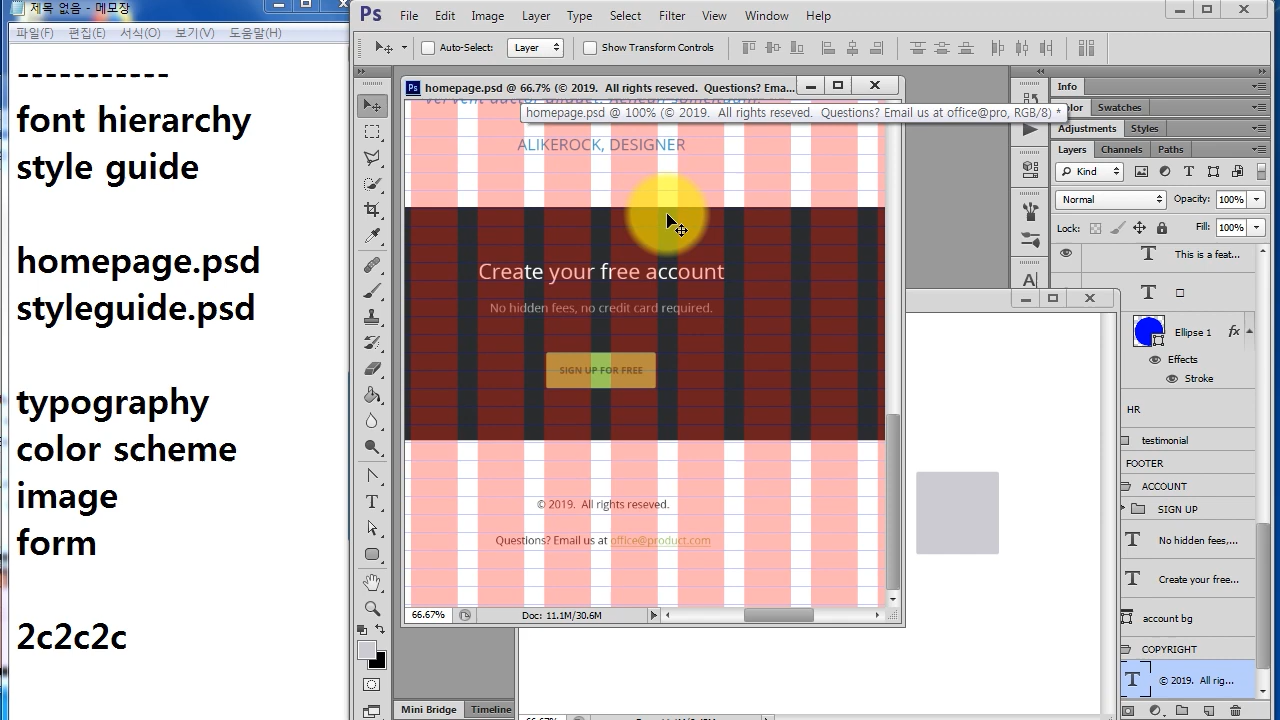 제목 없음 - 메모장
파일(F) 편집(E) 서식(O) 보기(V) 도움말(H)
-----------
font hierarchy
style guide
homepage.psd
styleguide.psd
typography
color scheme
image
form
2c2c2c
Ps File Edit Image Layer Type Select Filter View Window Help
Auto-Select: Layer Show Transform Controls
Ps homepage.psd @ 66.7% (© 2019. All rights reseved. Questions? Ema...
homepage.psd @ 100% (© 2019. All rights reseved. Questions? Email us at office@pro, RGB/8) *
ALIKEROCK, DESIGNER
Create your free account
No hidden fees, no credit card required.
SIGN UP FOR FREE
© 2019. All rights reseved.
Questions? Email us at office@product.com
66.67% Doc: 11.1M/30.6M
Mini Bridge Timeline
Info
Color Swatches
Adjustments Styles
Layers Channels Paths
Kind
Normal Opacity: 100%
Lock: Fill: 100%
This is a feat...
Ellipse 1 fx
Effects
Stroke
HR
testimonial
FOOTER
ACCOUNT
SIGN UP
No hidden fees,...
Create your free...
account bg
COPYRIGHT
© 2019. All rig...